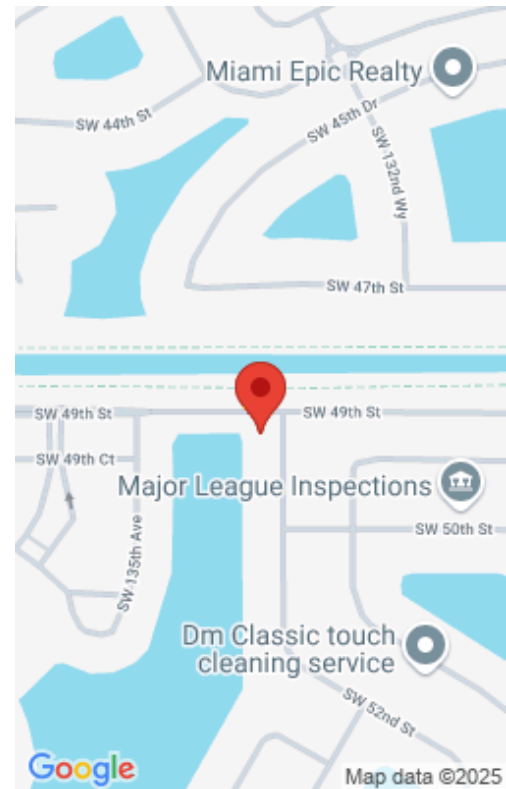 Miami Epic Realty
SW 44th St
SW 45th Dr
SW 132nd Wy
SW 47th St
SW 49th St
SW 49th St
SW 49th Ct
Major League Inspections
SW 50th St
SW 135th Ave
Dm Classic touch
cleaning service
SW 52nd St
Google
Map data ©2025